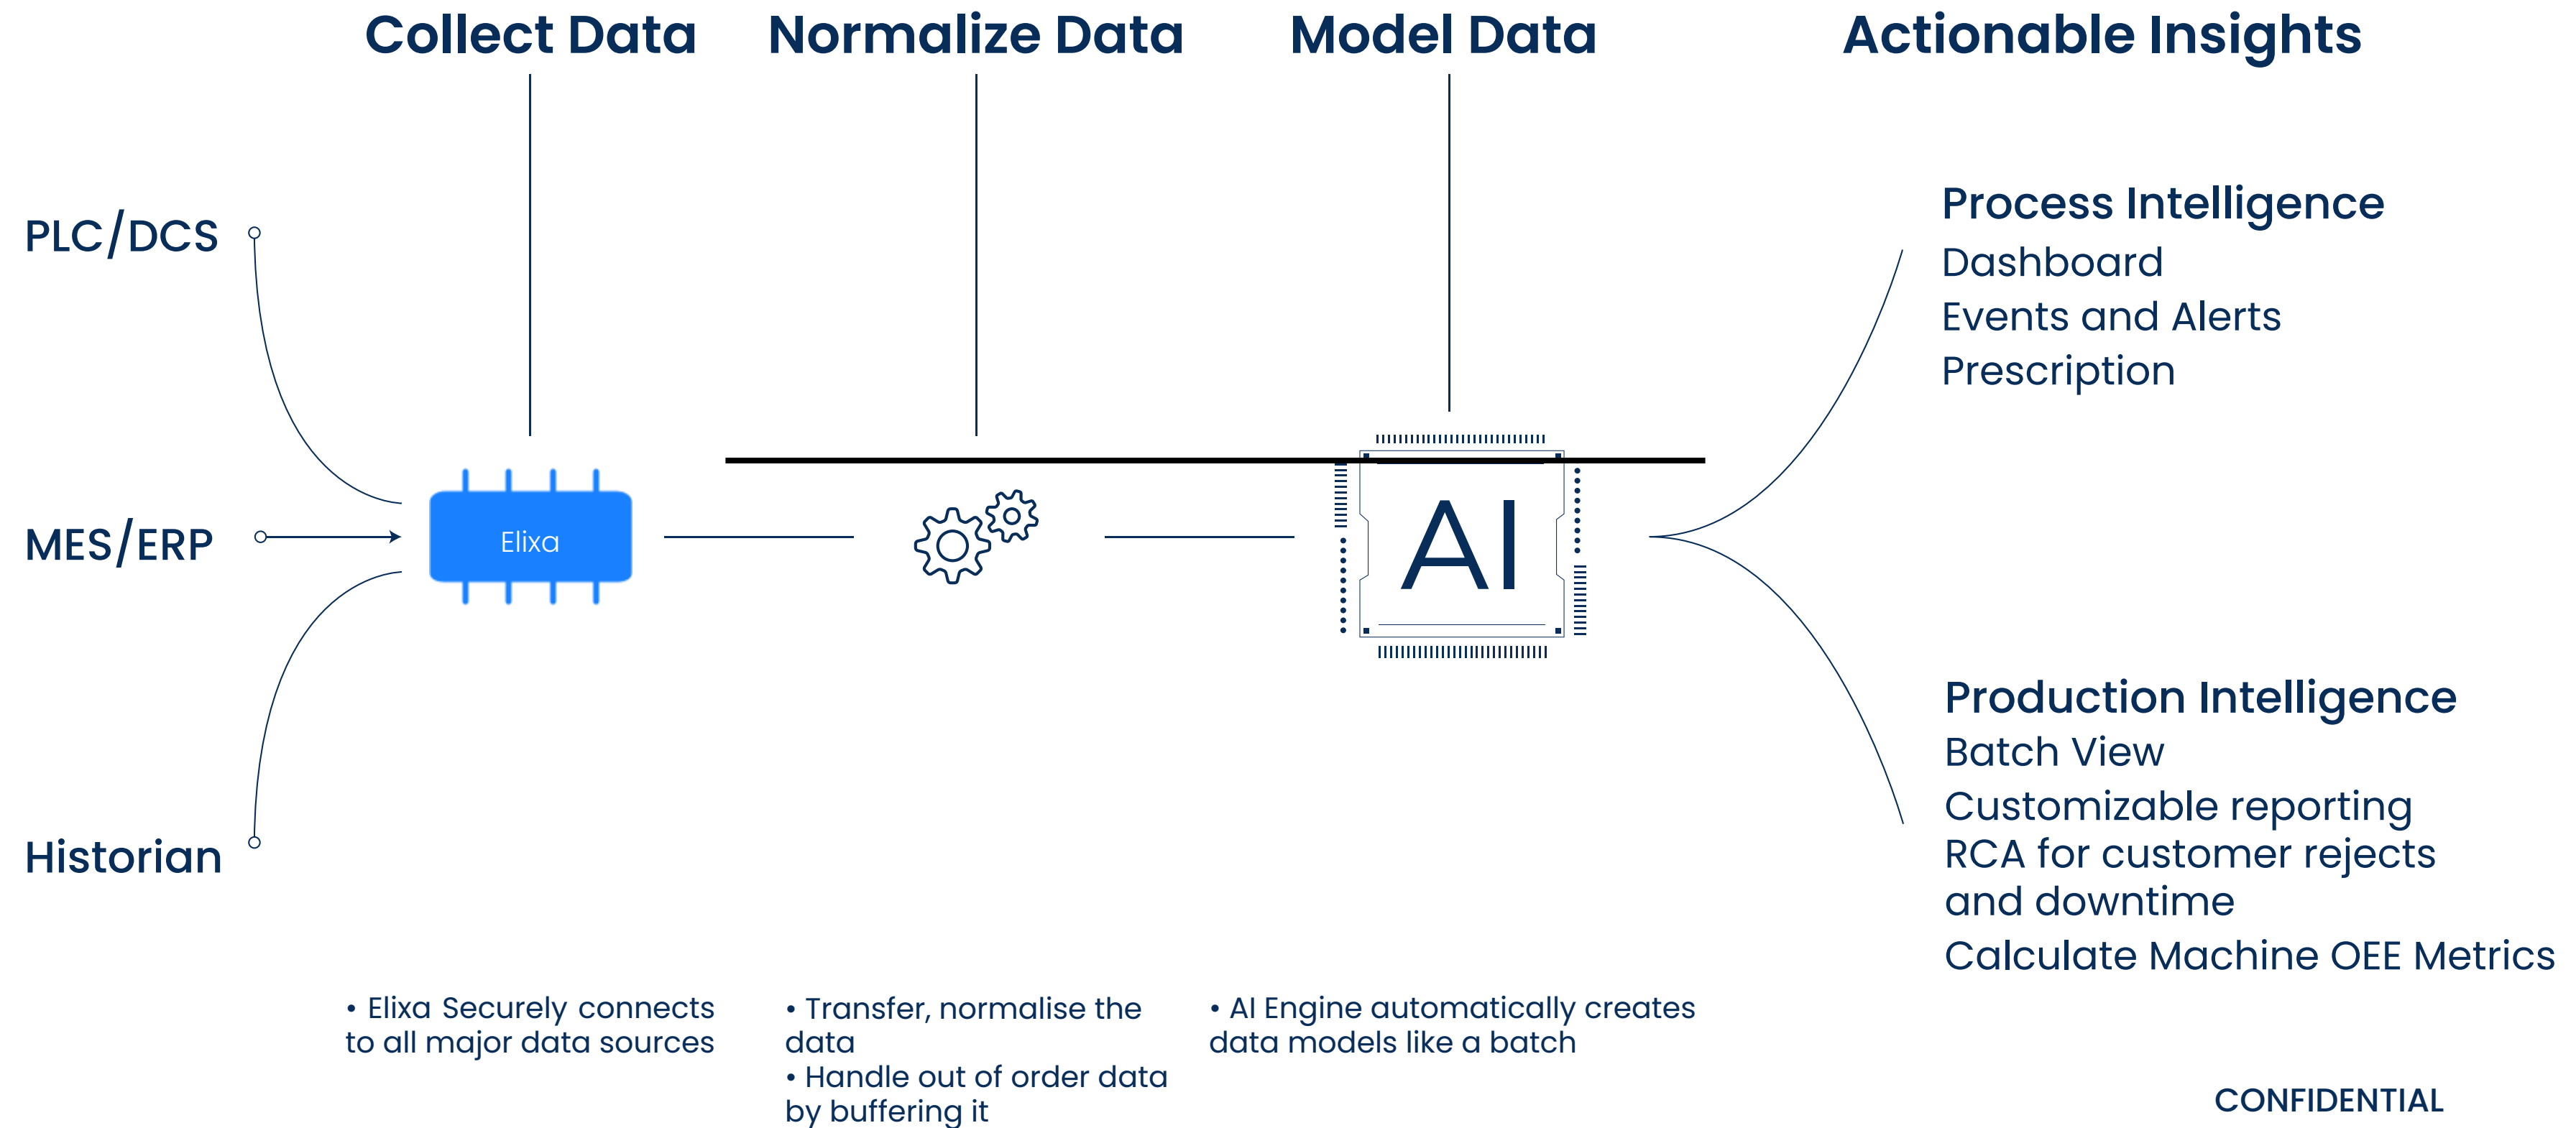 Collect Data
Normalize Data
Model Data
Actionable Insights
PLC/DCS
MES/ERP
Historian
Elixa
AI
Process Intelligence
Dashboard
Events and Alerts
Prescription
Production Intelligence
Batch View
Customizable reporting
RCA for customer rejects
and downtime
Calculate Machine OEE Metrics
• Elixa Securely connects
to all major data sources
• Transfer, normalise the
data
• Handle out of order data
by buffering it
• AI Engine automatically creates
data models like a batch
CONFIDENTIAL